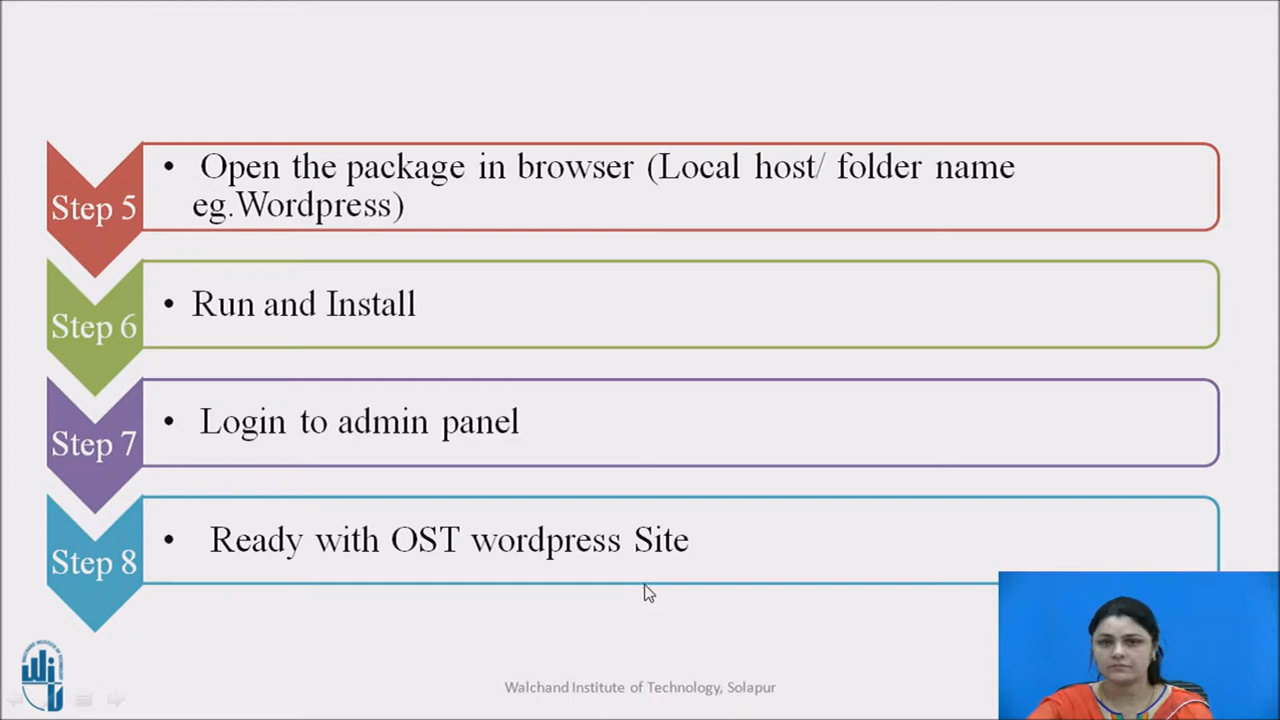 Step 5
• Open the package in browser (Local host/ folder name
eg.Wordpress)
Step 6
• Run and Install
Step 7
• Login to admin panel
Step 8
• Ready with OST wordpress Site
Walchand Institute of Technology, Solapur